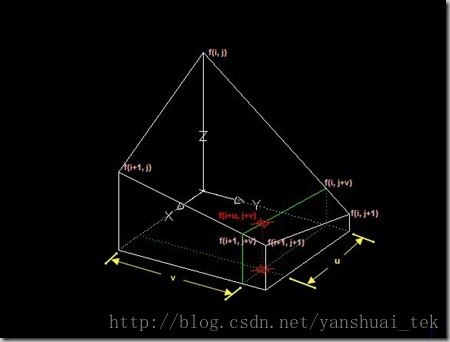 f(i, j)
Z
f(i+1, j)
X
Y
f(i, j+v)
f(i+u, j+v)
f(i, j+1)
f(i+1, j+v)
f(i+1, j+1)
u
v
http://blog.csdn.net/yanshuai_tek